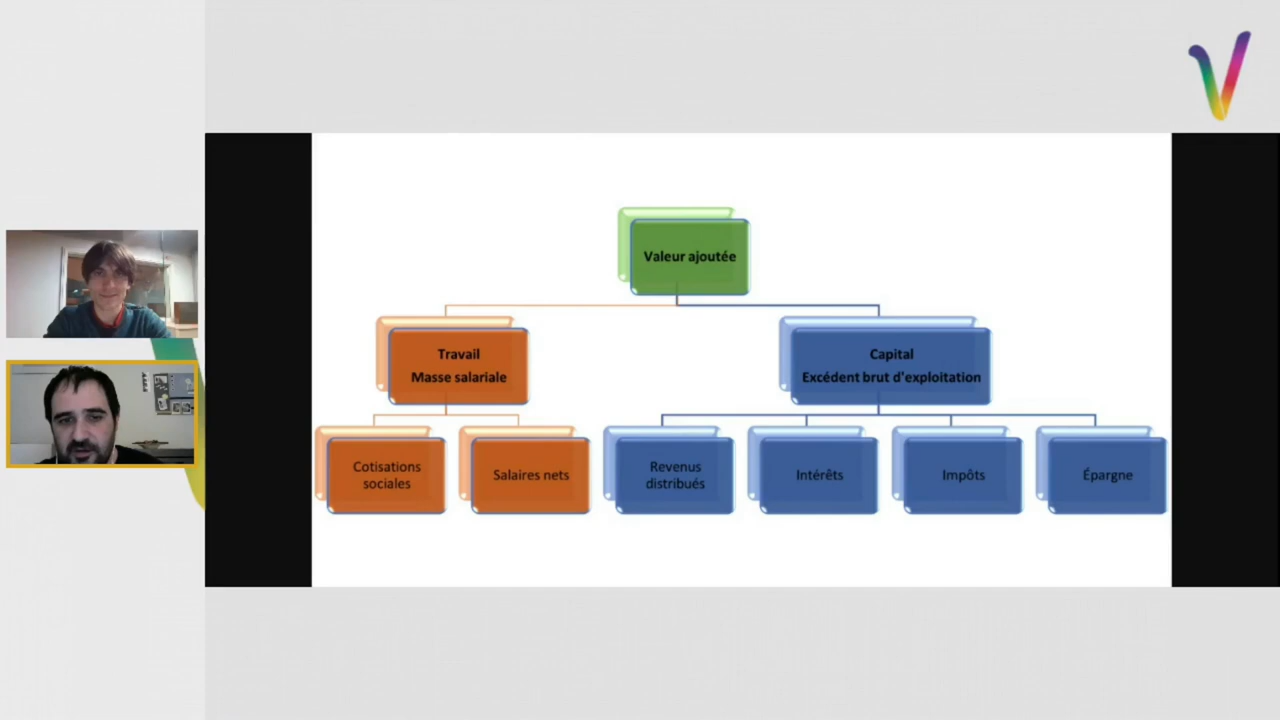 Valeur ajoutée
Travail
Masse salariale
Capital
Excédent brut d'exploitation
Cotisations
sociales
Salaires nets
Revenus
distribués
Intérêts
Impôts
Épargne